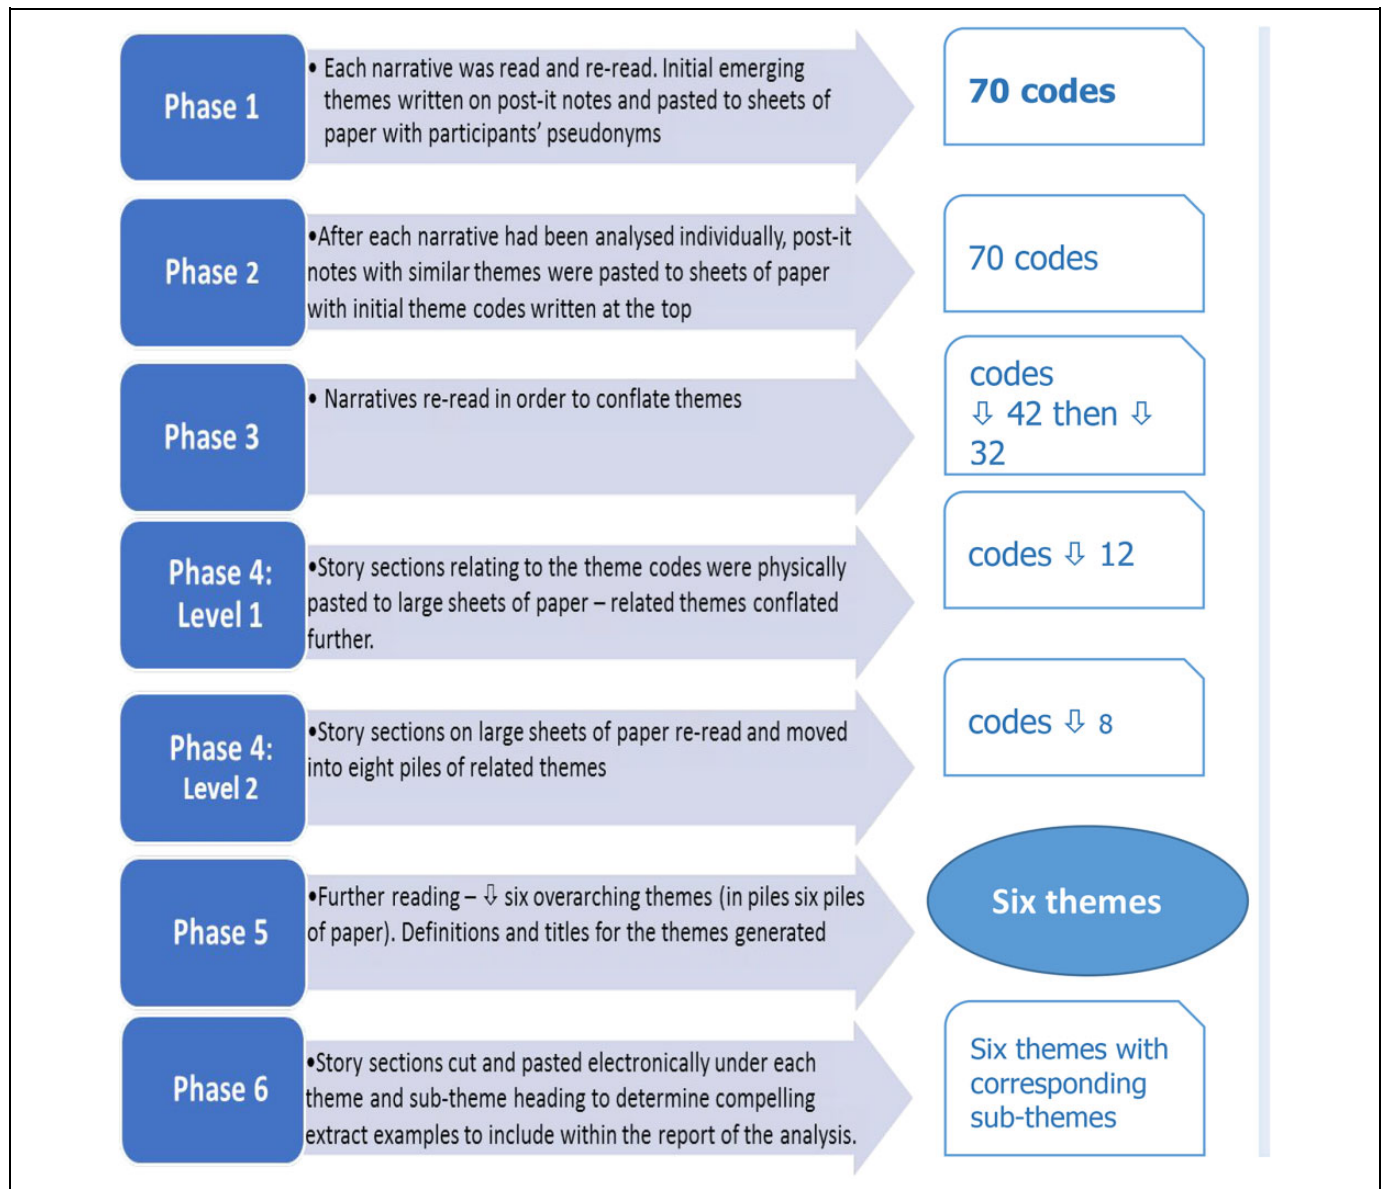 Phase 1
• Each narrative was read and re-read. Initial emerging
themes written on post-it notes and pasted to sheets of
paper with participants’ pseudonyms
70 codes
Phase 2
•After each narrative had been analysed individually, post-it
notes with similar themes were pasted to sheets of paper
with initial theme codes written at the top
70 codes
Phase 3
• Narratives re-read in order to conflate themes
codes
⇩ 42 then ⇩
32
Phase 4:
Level 1
•Story sections relating to the theme codes were physically
pasted to large sheets of paper – related themes conflated
further.
codes ⇩ 12
Phase 4:
Level 2
•Story sections on large sheets of paper re-read and moved
into eight piles of related themes
codes ⇩ 8
Phase 5
•Further reading – ⇩ six overarching themes (in piles six piles
of paper). Definitions and titles for the themes generated
Six themes
Phase 6
•Story sections cut and pasted electronically under each
theme and sub-theme heading to determine compelling
extract examples to include within the report of the analysis.
Six themes with
corresponding
sub-themes